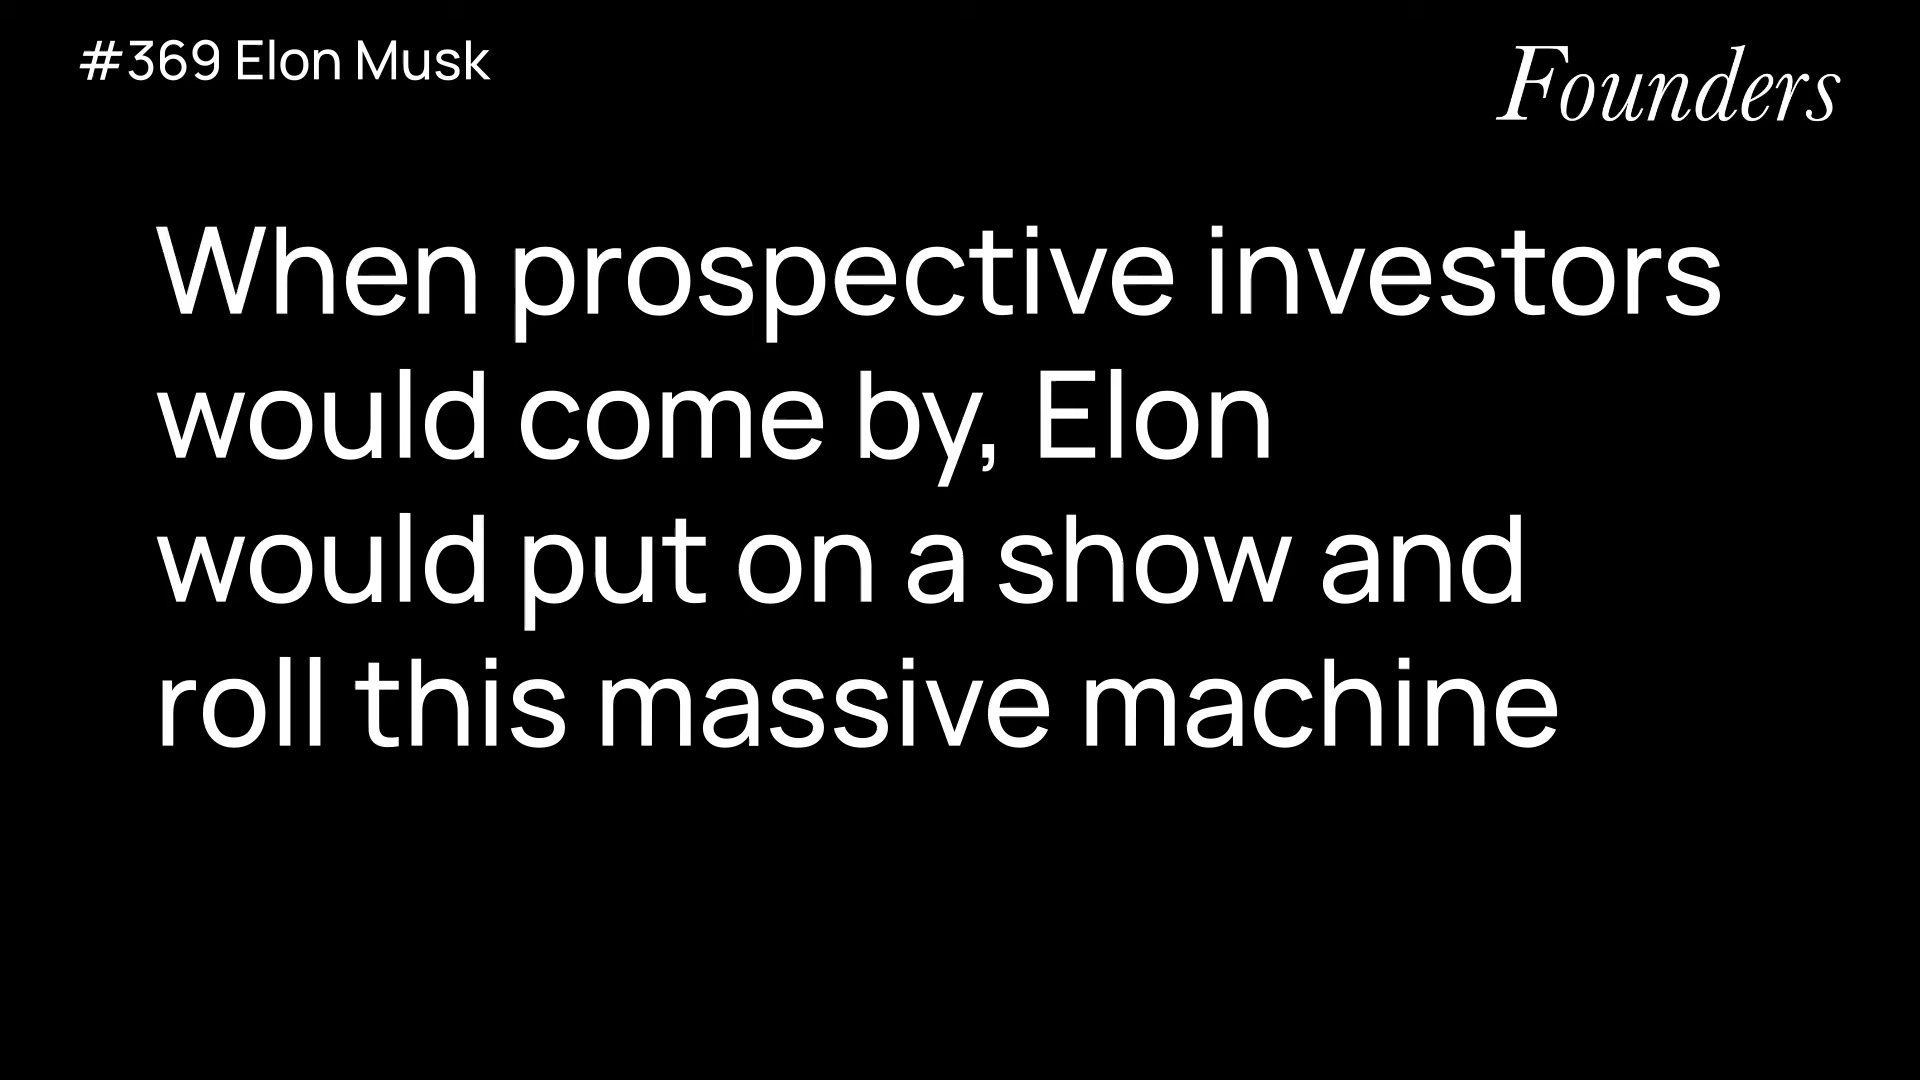 #369 Elon Musk
Founders
When prospective investors
would come by, Elon
would put on a show and
roll this massive machine